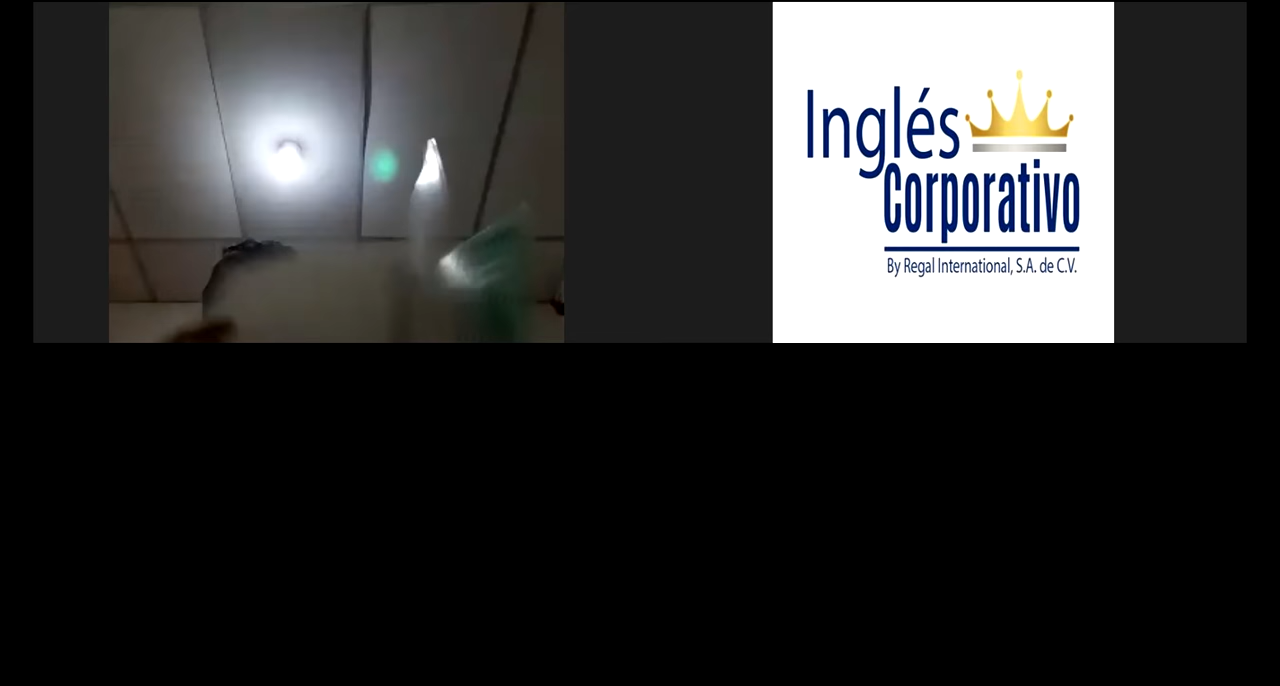 Inglés
Corporativo
By Regal International, S.A. de C.V.